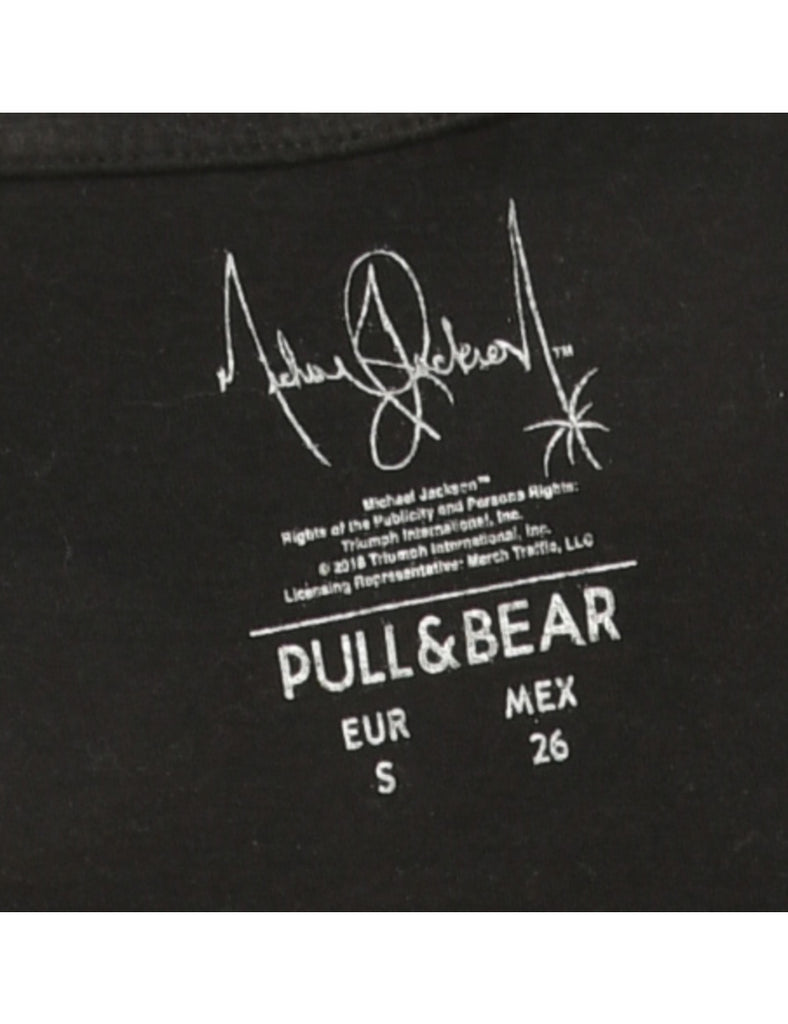 Michael Jackson™
Michael Jackson™
Rights of the Publicity and Persona Rights:
Triumph International, Inc.
© 2018 Triumph International, Inc.
Licensing Representative: Merch Traffic, LLC
PULL&BEAR
EUR MEX
S 26